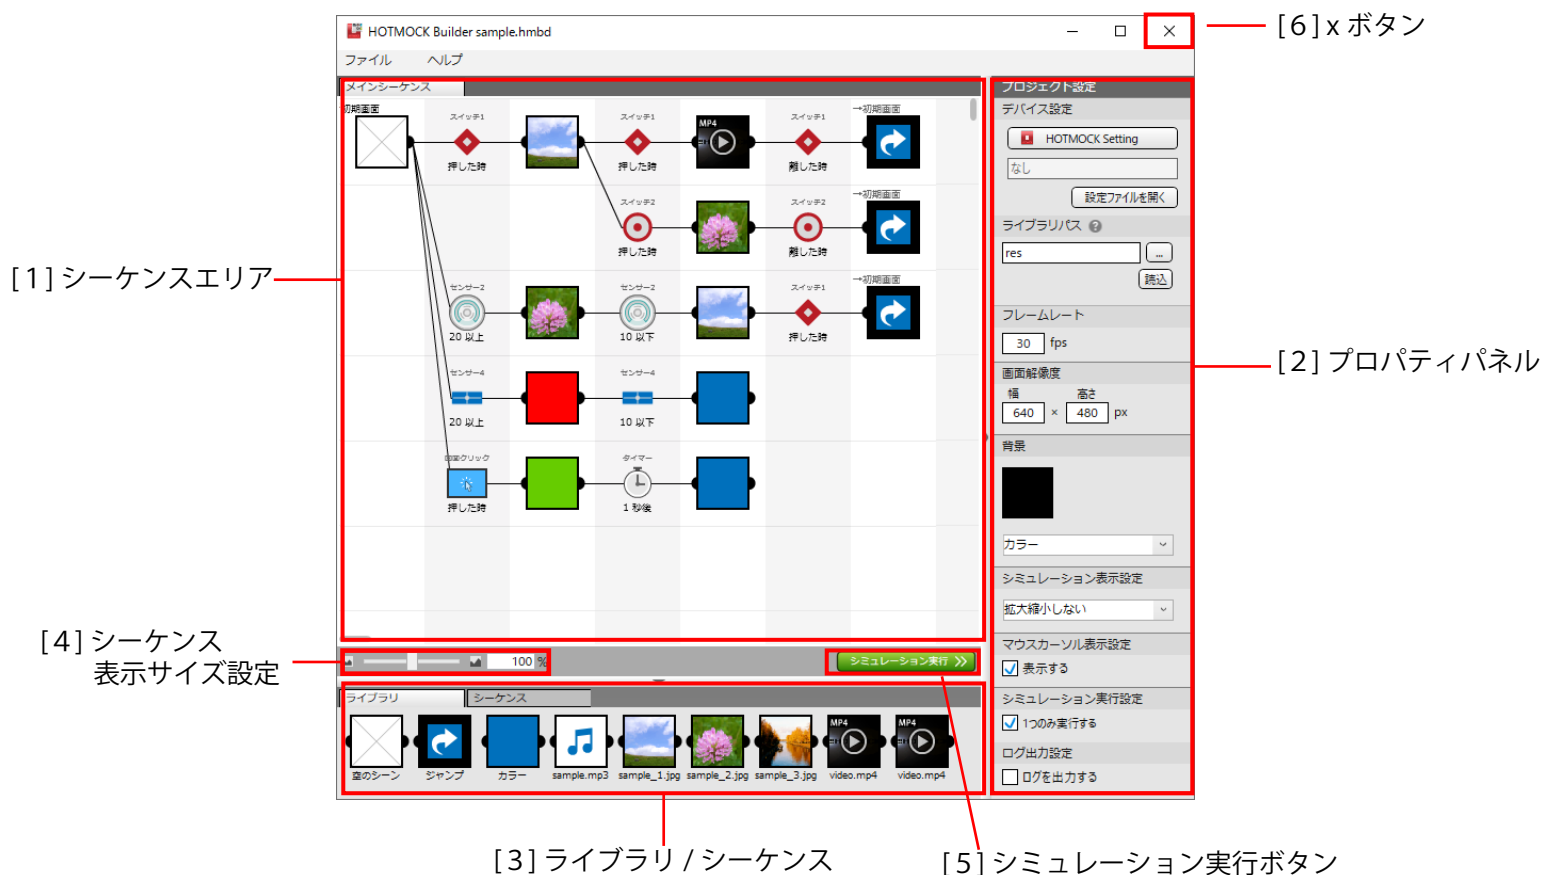 HOTMOCK Builder sample.hmbd
[6] x ボタン
ファイル ヘルプ
メインシーケンス
初期画面
スイッチ1
スイッチ1
スイッチ1
→初期画面
MP4
押した時
押した時
離した時
スイッチ2
スイッチ2
→初期画面
押した時
離した時
センサー2
センサー2
スイッチ1
→初期画面
20 以上
10 以下
押した時
センサー4
センサー4
20 以上
10 以下
画面クリック
タイマー
押した時
1 秒後
[1] シーケンスエリア
プロジェクト設定
デバイス設定
HOTMOCK Setting
なし
設定ファイルを開く
ライブラリパス ?
res
...
読込
フレームレート
30 fps
画面解像度
幅 高さ
640 × 480 px
背景
カラー
シミュレーション表示設定
拡大縮小しない
マウスカーソル表示設定
表示する
シミュレーション実行設定
1つのみ実行する
ログ出力設定
ログを出力する
[2] プロパティパネル
[4] シーケンス
表示サイズ設定
100 %
シミュレーション実行
ライブラリ シーケンス
MP4 MP4
空のシーン ジャンプ カラー sample.mp3 sample_1.jpg sample_2.jpg sample_3.jpg video.mp4 video.mp4
[3] ライブラリ / シーケンス
[5] シミュレーション実行ボタン